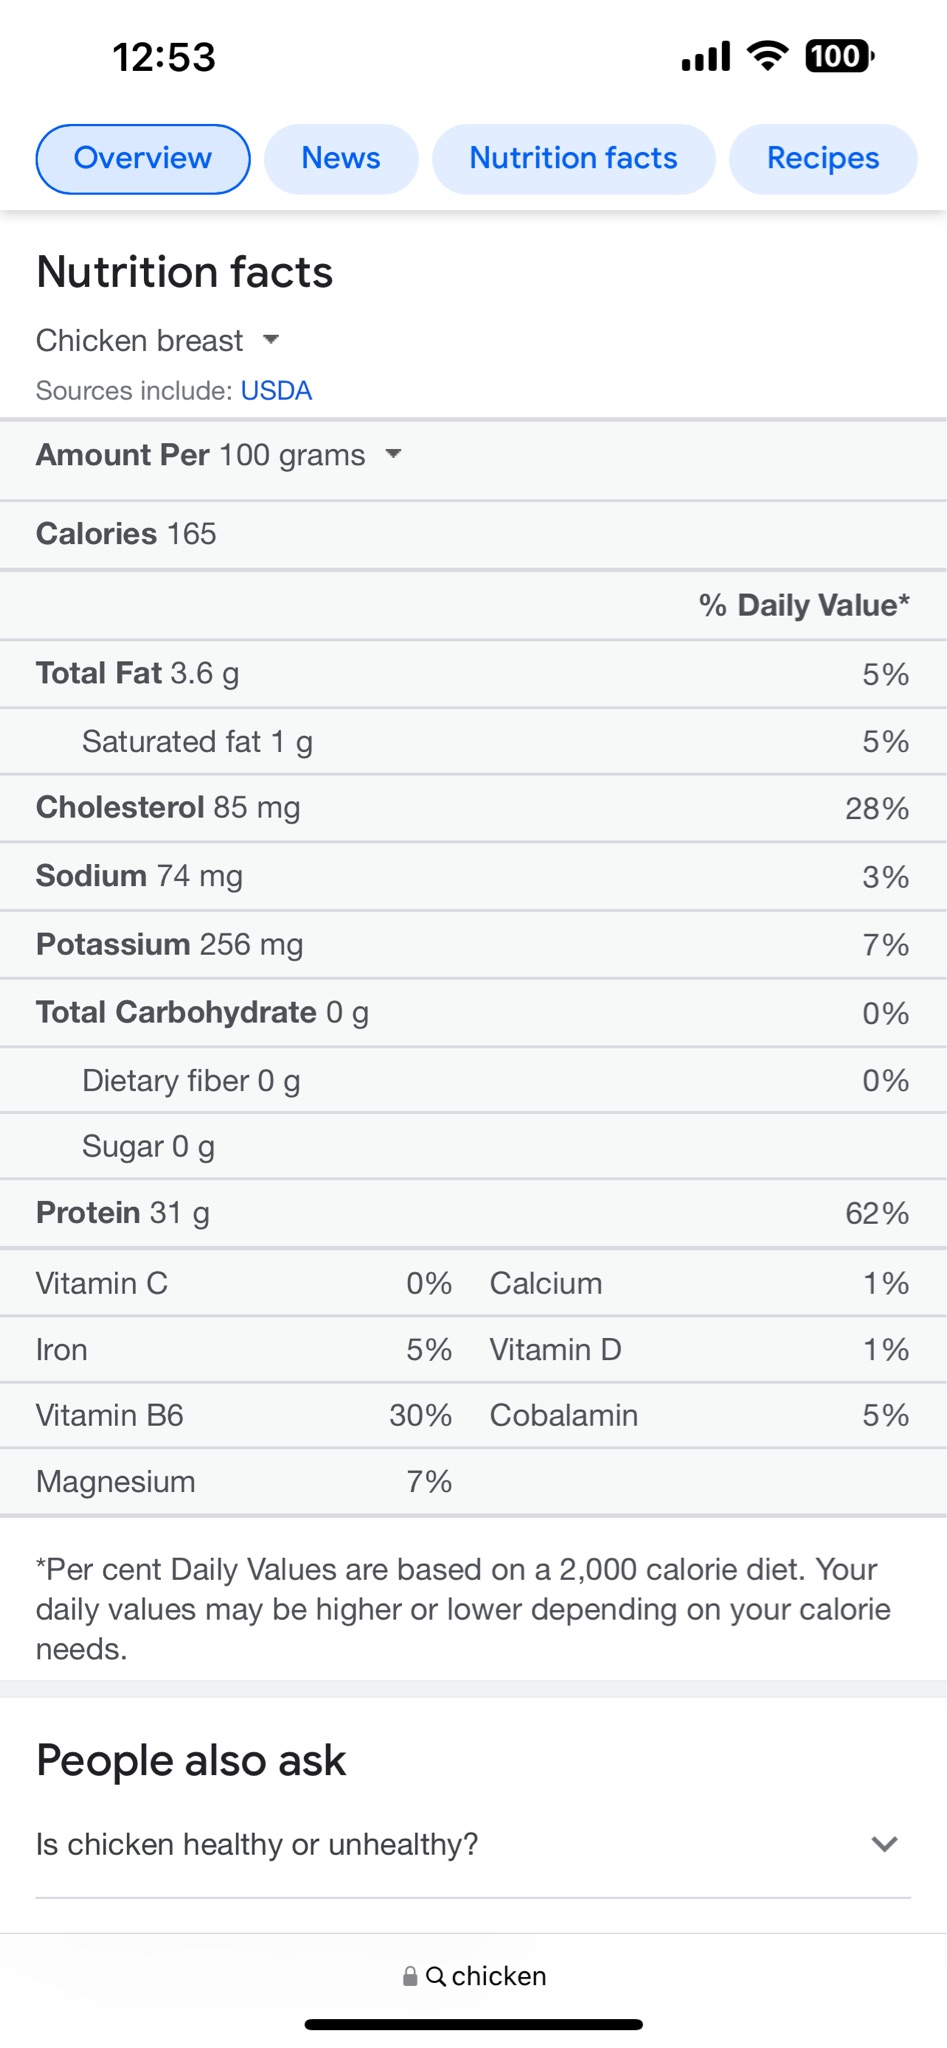 12:53
100
Overview News Nutrition facts Recipes
Nutrition facts
Chicken breast
Sources include: USDA
Amount Per 100 grams
Calories 165
% Daily Value*
Total Fat 3.6 g 5%
Saturated fat 1 g 5%
Cholesterol 85 mg 28%
Sodium 74 mg 3%
Potassium 256 mg 7%
Total Carbohydrate 0 g 0%
Dietary fiber 0 g 0%
Sugar 0 g
Protein 31 g 62%
Vitamin C 0% Calcium 1%
Iron 5% Vitamin D 1%
Vitamin B6 30% Cobalamin 5%
Magnesium 7%
*Per cent Daily Values are based on a 2,000 calorie diet. Your
daily values may be higher or lower depending on your calorie
needs.
People also ask
Is chicken healthy or unhealthy?
chicken